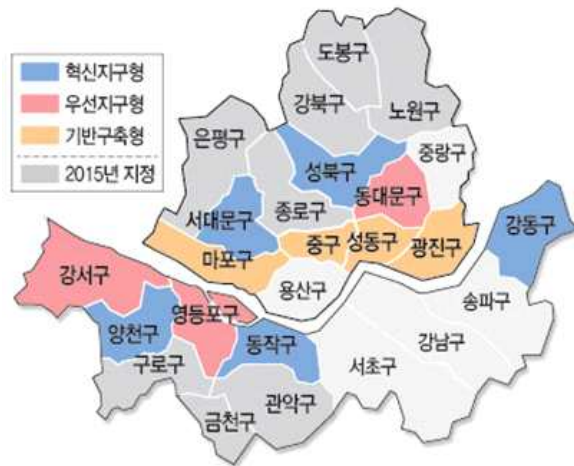 혁신지구형
우선지구형
기반구축형
2015년 지정
도봉구
강북구
노원구
은평구
성북구
중랑구
동대문구
서대문구
종로구
강동구
중구
성동구
광진구
마포구
강서구
용산구
송파구
영등포구
양천구
동작구
강남구
구로구
서초구
관악구
금천구